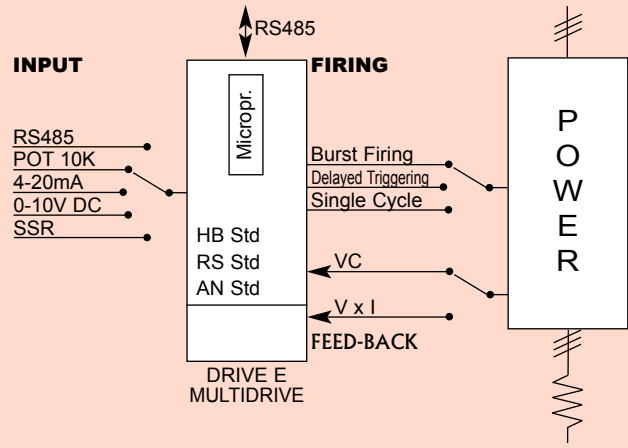 RS485
INPUT
FIRING
Micropr.
RS485
POT 10K
4-20mA
0-10V DC
SSR
Burst Firing
Delayed Triggering
Single Cycle
POWER
HB Std
RS Std
AN Std
VC
V x I
FEED-BACK
DRIVE E
MULTIDRIVE